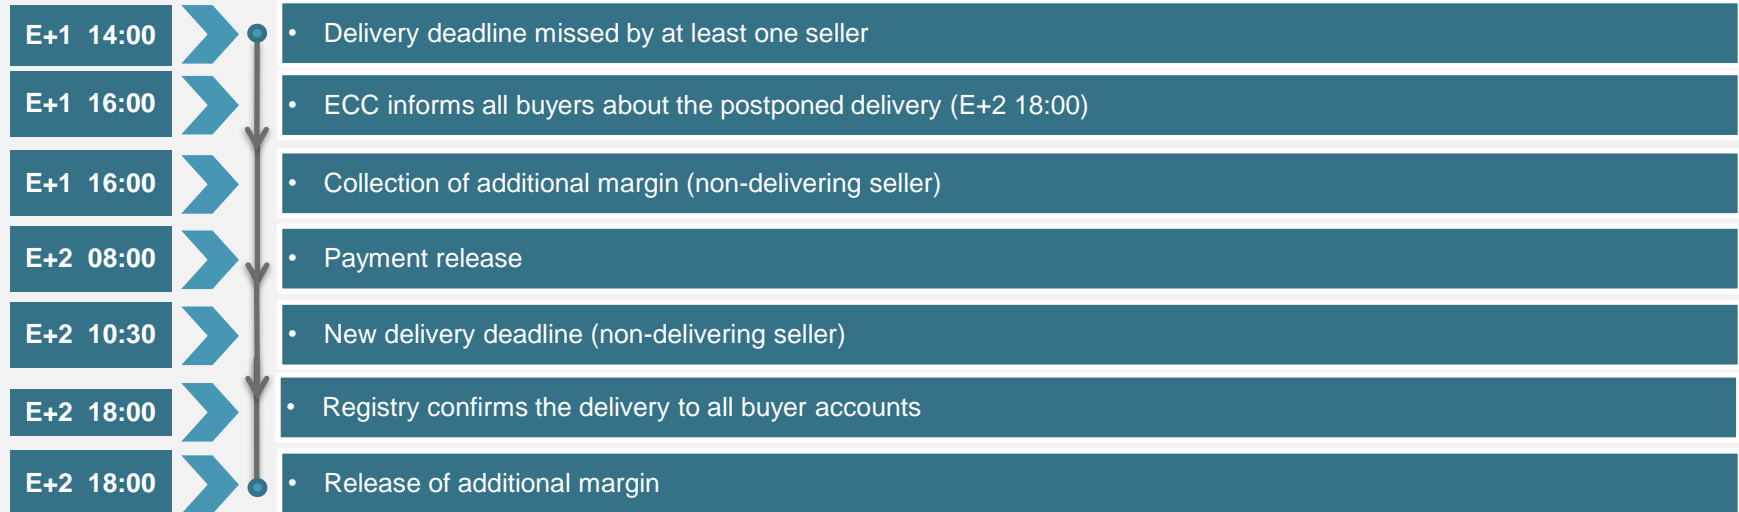 E+1 14:00
• Delivery deadline missed by at least one seller
E+1 16:00
• ECC informs all buyers about the postponed delivery (E+2 18:00)
E+1 16:00
• Collection of additional margin (non-delivering seller)
E+2 08:00
• Payment release
E+2 10:30
• New delivery deadline (non-delivering seller)
E+2 18:00
• Registry confirms the delivery to all buyer accounts
E+2 18:00
• Release of additional margin